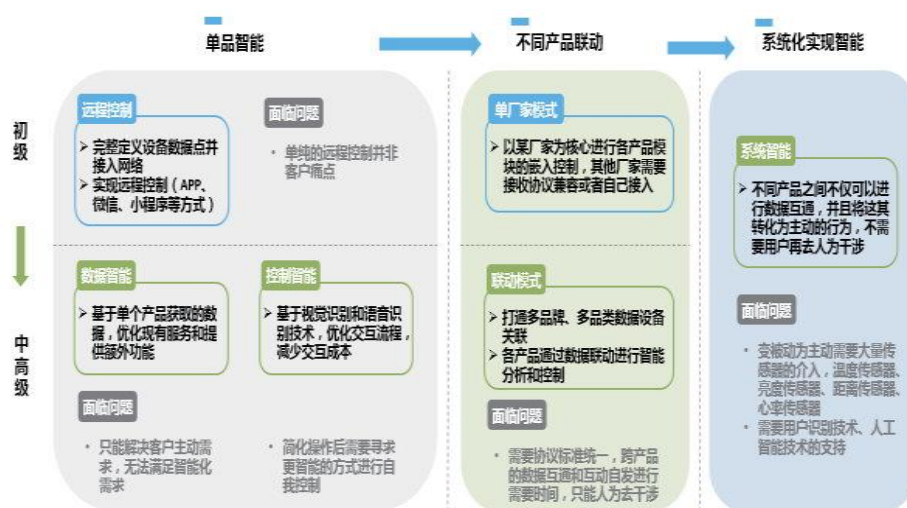 单品智能
不同产品联动
系统化实现智能
初级
远程控制
➢ 完整定义设备数据点并
接入网络
➢ 实现远程控制（APP、
微信、小程序等方式）
面临问题
• 单纯的远程控制并非
客户痛点
单厂家模式
➢ 以某厂家为核心进行各产品模
块的嵌入控制，其他厂家需要
接收协议兼容或者自己接入
系统智能
➢ 不同产品之间不仅可以进
行数据互通，并且将这其
转化为主动的行为，不需
要用户再去人为干涉
中高级
数据智能
➢ 基于单个产品获取的数
据，优化现有服务和提
供额外功能
面临问题
• 只能解决客户主动需
求，无法满足智能化
需求
控制智能
➢ 基于视觉识别和语音识
别技术，优化交互流程，
减少交互成本
• 简化操作后需要寻求
更智能的方式进行自
我控制
联动模式
➢ 打通多品牌、多品类数据设备
关联
➢ 各产品通过数据联动进行智能
分析和控制
面临问题
• 需要协议标准统一，跨产品
的数据互通和互动自发进行
需要时间，只能人为去干涉
面临问题
• 变被动为主动需要大量传
感器的介入，温度传感器、
亮度传感器、距离传感器、
心率传感器
• 需要用户识别技术、人工
智能技术的支持